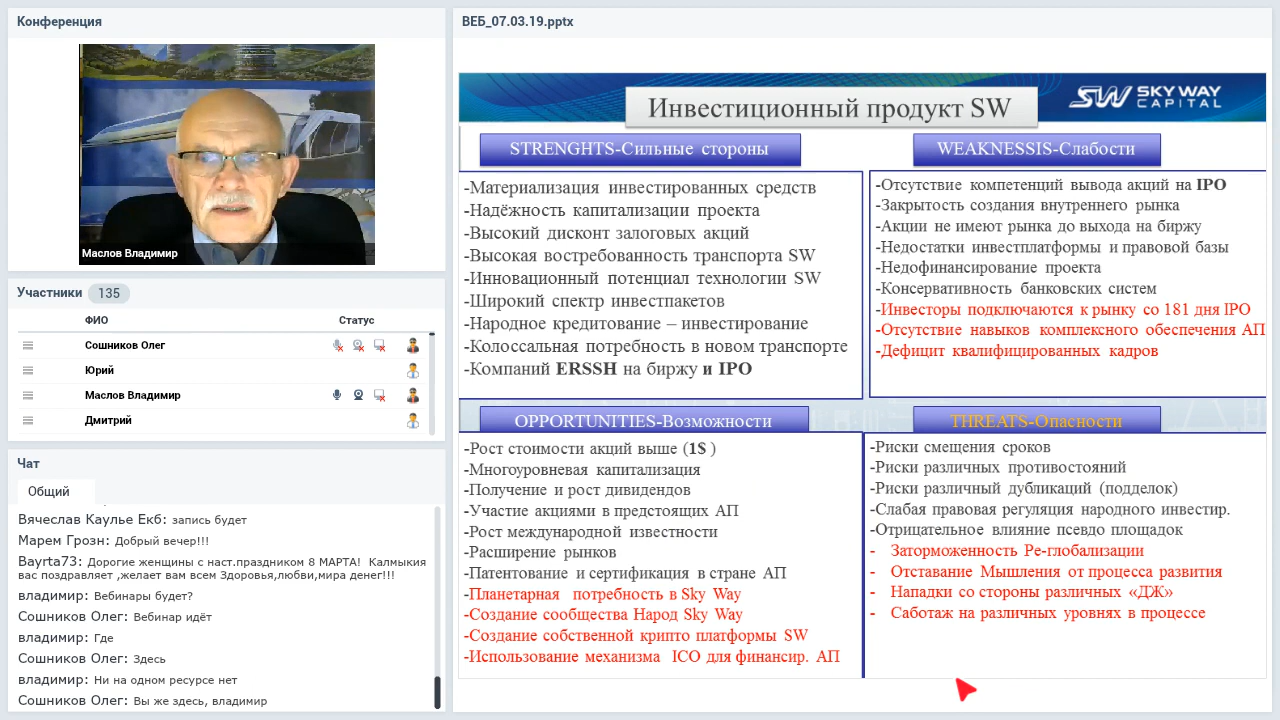 Конференция
Маслов Владимир
Участники 135
ФИО Статус
Сошников Олег
Юрий
Маслов Владимир
Дмитрий
Чат
Общий
Вячеслав Каулье Екб: запись будет
Марем Грозн: Добрый вечер!!!
Bayrta73: Дорогие женщины с наст.праздником 8 МАРТА! Калмыкия
вас поздравляет ,желает вам всем Здоровья,любви,мира денег!!!
владимир: Вебинары будет?
Сошников Олег: Вебинар идёт
владимир: Где
Сошников Олег: Здесь
владимир: Ни на одном ресурсе нет
Сошников Олег: Вы же здесь, владимир
ВЕБ_07.03.19.pptx
SW SKY WAY
CAPITAL
Инвестиционный продукт SW
STRENGHTS-Сильные стороны
-Материализация инвестированных средств
-Надёжность капитализации проекта
-Высокий дисконт залоговых акций
-Высокая востребованность транспорта SW
-Инновационный потенциал технологии SW
-Широкий спектр инвестпакетов
-Народное кредитование – инвестирование
-Колоссальная потребность в новом транспорте
-Компаний ERSSH на биржу и IPO
WEAKNESSIS-Слабости
-Отсутствие компетенций вывода акций на IPO
-Закрытость создания внутреннего рынка
-Акции не имеют рынка до выхода на биржу
-Недостатки инвестплатформы и правовой базы
-Недофинансирование проекта
-Консервативность банковских систем
-Инвесторы подключаются к рынку со 181 дня IPO
-Отсутствие навыков комплексного обеспечения АП
-Дефицит квалифицированных кадров
OPPORTUNITIES-Возможности
-Рост стоимости акций выше (1$ )
-Многоуровневая капитализация
-Получение и рост дивидендов
-Участие акциями в предстоящих АП
-Рост международной известности
-Расширение рынков
-Патентование и сертификация в стране АП
-Планетарная потребность в Sky Way
-Создание сообщества Народ Sky Way
-Создание собственной крипто платформы SW
-Использование механизма ICO для финансир. АП
THREATS-Опасности
-Риски смещения сроков
-Риски различных противостояний
-Риски различный дубликаций (подделок)
-Слабая правовая регуляция народного инвестир.
-Отрицательное влияние псевдо площадок
- Заторможенность Ре-глобализации
- Отставание Мышления от процесса развития
- Нападки со стороны различных «ДЖ»
- Саботаж на различных уровнях в процессе